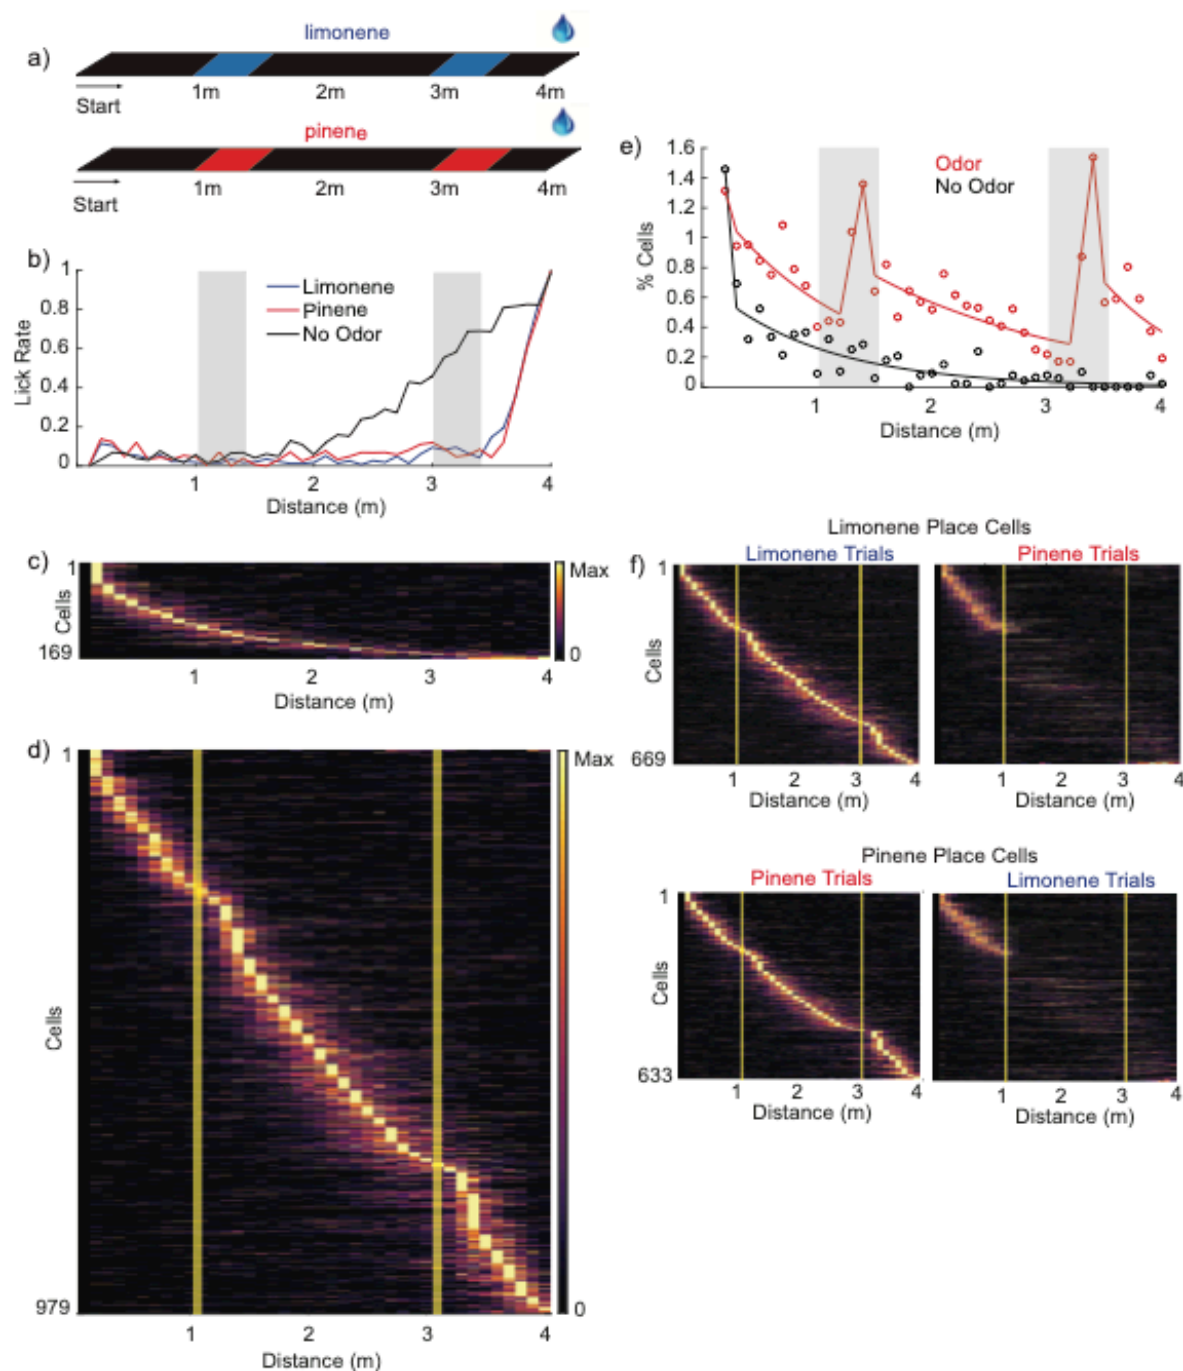 a)
limonene
1m 2m 3m 4m
Start
pinene
1m 2m 3m 4m
Start
b)
1
0.8
0.6
0.4
0.2
0
Lick Rate
Limonene
Pinene
No Odor
1 2 3 4
Distance (m)
c)
1
Cells
169
Max
0
1 2 3 4
Distance (m)
d)
1
Cells
979
Max
0
1 2 3 4
Distance (m)
e)
1.6
1.4
1.2
1
0.8
0.6
0.4
0.2
0
% Cells
Odor
No Odor
1 2 3 4
Distance (m)
f)
Limonene Place Cells
Limonene Trials Pinene Trials
1
Cells
669
1 2 3 4 1 2 3 4
Distance (m) Distance (m)
Pinene Place Cells
Pinene Trials Limonene Trials
1
Cells
633
1 2 3 4 1 2 3 4
Distance (m) Distance (m)